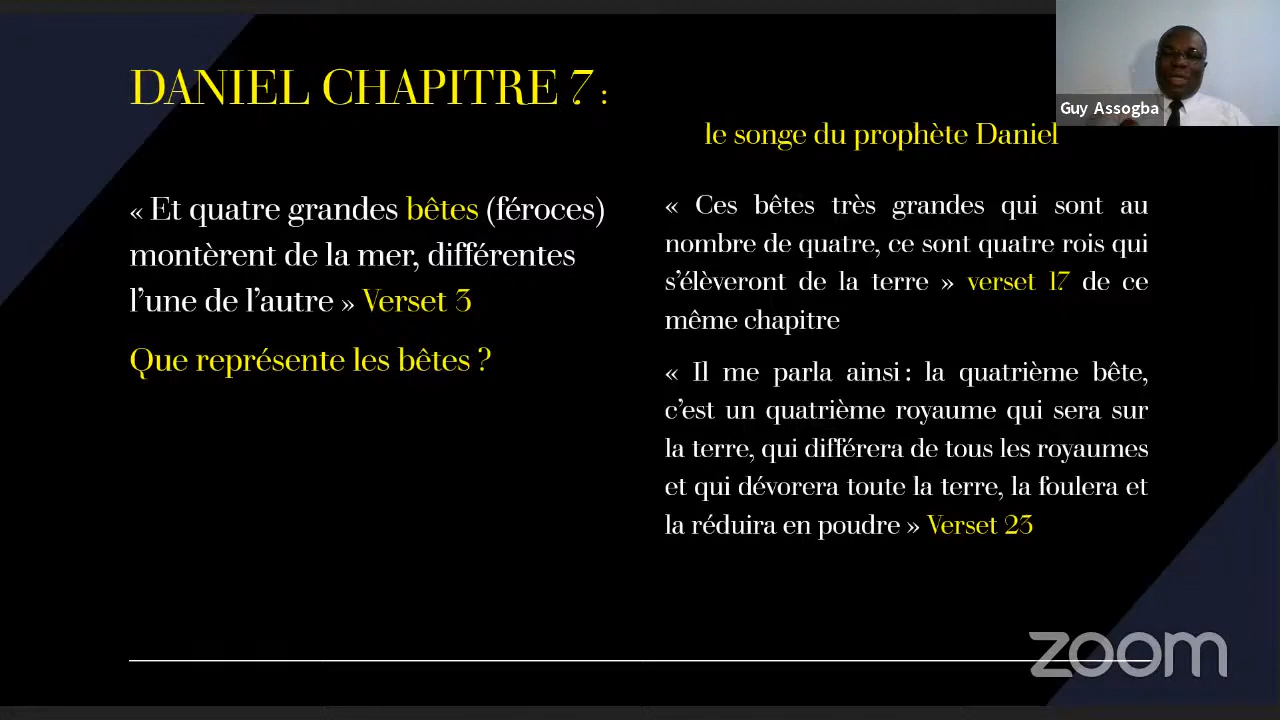 DANIEL CHAPITRE 7 :
le songe du prophète Daniel
« Et quatre grandes bêtes (féroces)
montèrent de la mer, différentes
l’une de l’autre » Verset 3
Que représente les bêtes ?
« Ces bêtes très grandes qui sont au
nombre de quatre, ce sont quatre rois qui
s’élèveront de la terre » verset 17 de ce
même chapitre
« Il me parla ainsi : la quatrième bête,
c’est un quatrième royaume qui sera sur
la terre, qui différera de tous les royaumes
et qui dévorera toute la terre, la foulera et
la réduira en poudre » Verset 23
Guy Assogba
zoom